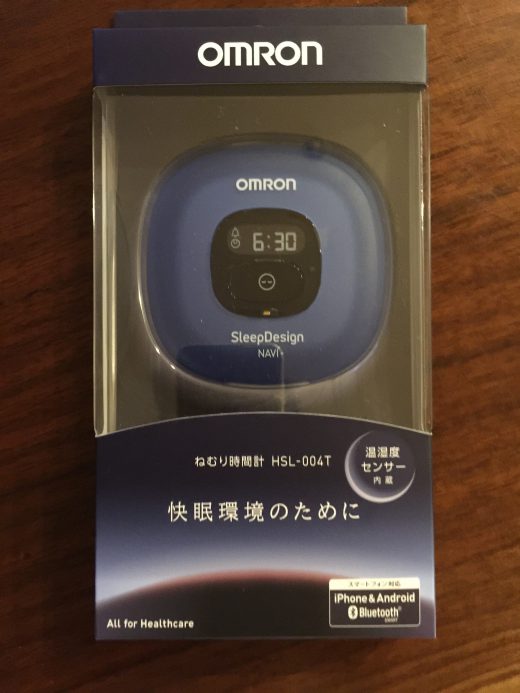 OMRON
OMRON
6:30
SleepDesign
NAVI
ねむり時間計 HSL-004T
温湿度
センサー
内蔵
快眠環境のために
スマートフォン対応
iPhone & Android
Bluetooth®
SMART
All for Healthcare